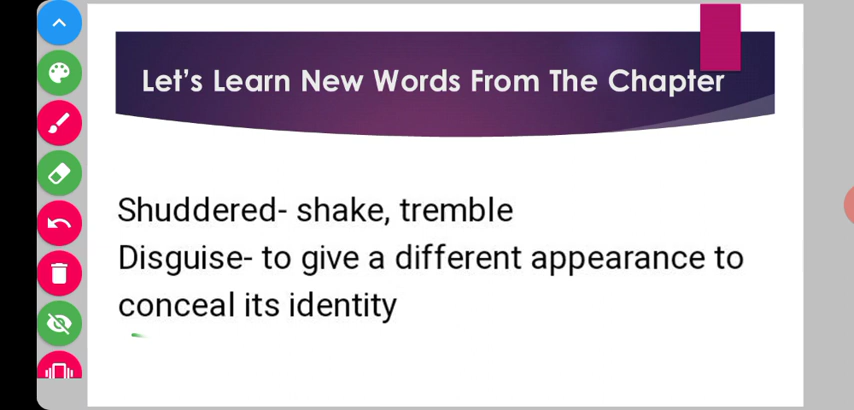 Let's Learn New Words From The Chapter
Shuddered- shake, tremble
Disguise- to give a different appearance to
conceal its identity